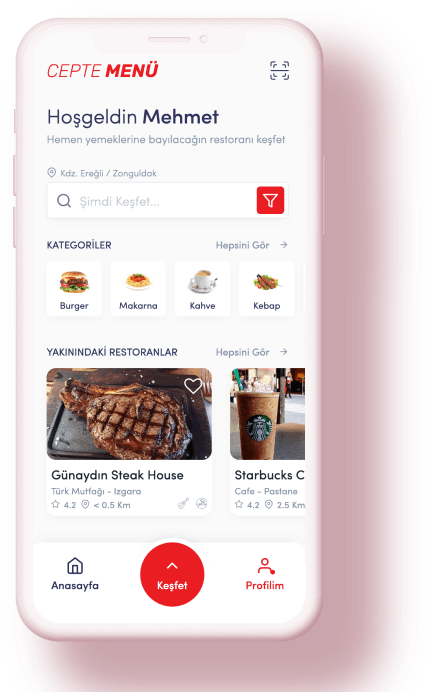 CEPTE MENÜ
Hoşgeldin Mehmet
Hemen yemeklerine bayılacağın restoranı keşfet
Kdz. Ereğli / Zonguldak
Şimdi Keşfet...
KATEGORİLER Hepsini Gör
Burger Makarna Kahve Kebap
YAKININDAKİ RESTORANLAR Hepsini Gör
Günaydın Steak House Starbucks C
Türk Mutfağı - Izgara Cafe - Pastane
4.2 < 0.5 Km 4.2 2.5 Km
Anasayfa Keşfet Profilim